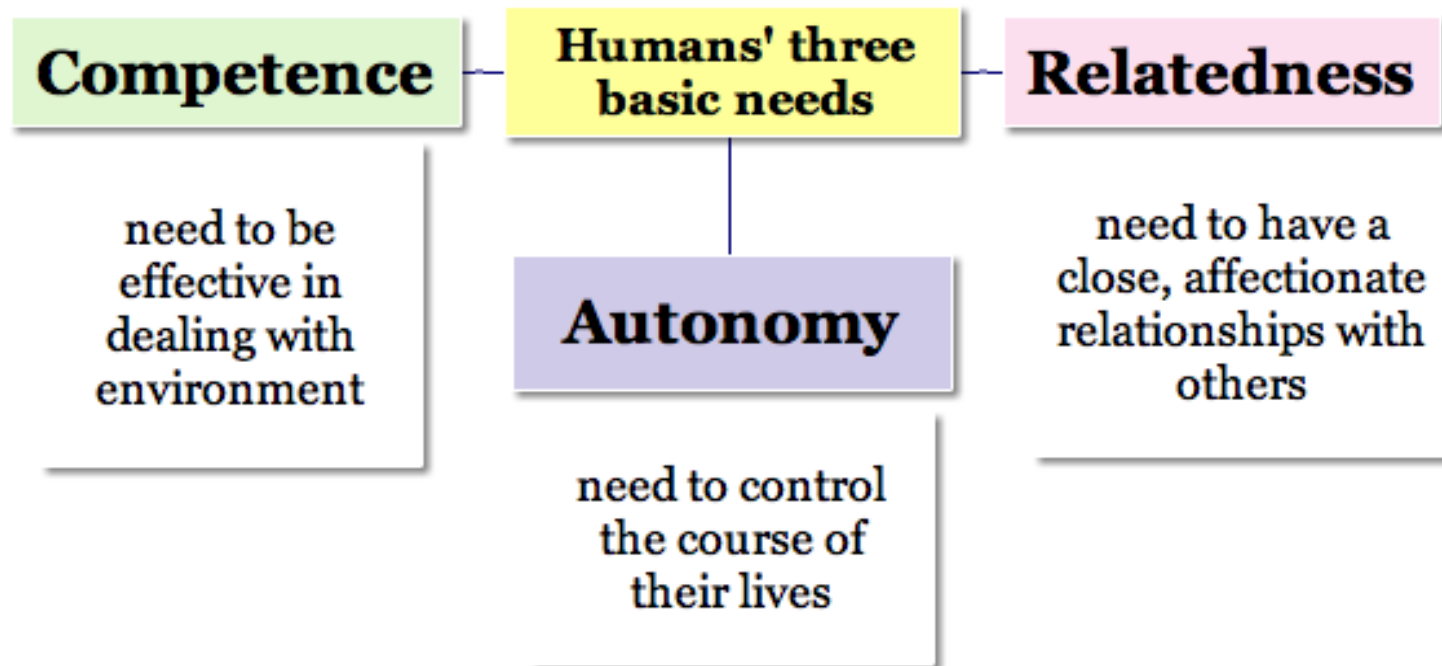 Competence
Humans' three
basic needs
Relatedness
need to be
effective in
dealing with
environment
Autonomy
need to control
the course of
their lives
need to have a
close, affectionate
relationships with
others